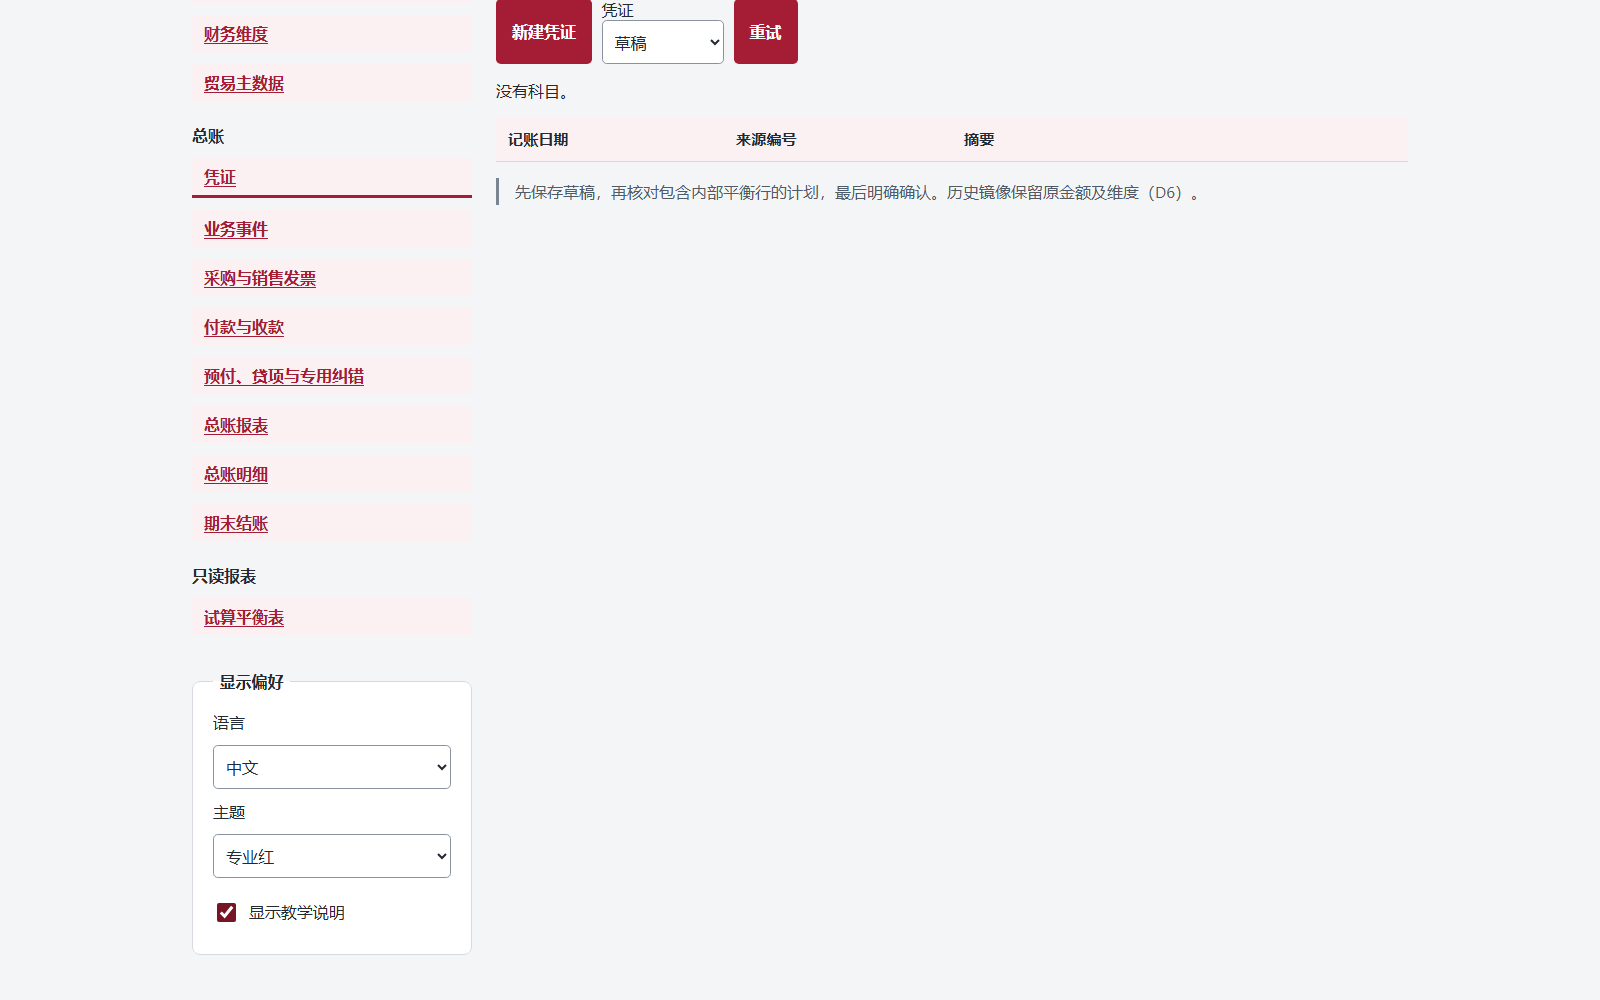 财务维度
贸易主数据
总账
凭证
业务事件
采购与销售发票
付款与收款
预付、贷项与专用纠错
总账报表
总账明细
期末结账
只读报表
试算平衡表
显示偏好
语言
中文
主题
专业红
显示教学说明
新建凭证
凭证
草稿
重试
没有科目。
记账日期 来源编号 摘要
先保存草稿，再核对包含内部平衡行的计划，最后明确确认。历史镜像保留原金额及维度（D6）。